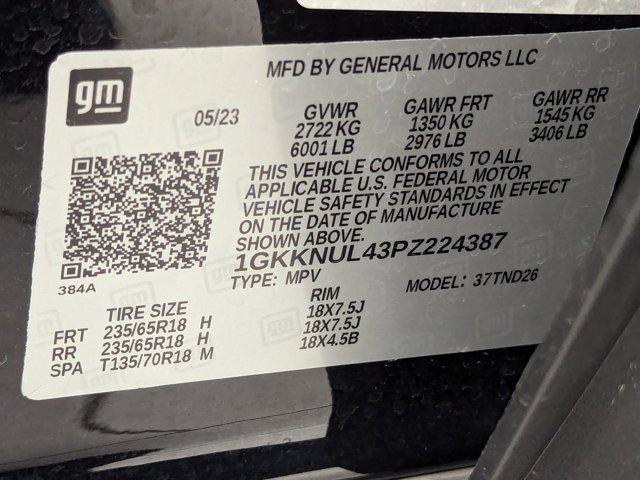 gm
MFD BY GENERAL MOTORS LLC
05/23
GVWR
2722 KG
6001 LB
GAWR FRT
1350 KG
2976 LB
GAWR RR
1545 KG
3406 LB
THIS VEHICLE CONFORMS TO ALL
APPLICABLE U.S. FEDERAL MOTOR
VEHICLE SAFETY STANDARDS IN EFFECT
ON THE DATE OF MANUFACTURE
SHOWN ABOVE.
384A
1GKKNUL43PZ224387
TYPE: MPV
MODEL: 37TND26
TIRE SIZE
RIM
FRT 235/65R18 H 18X7.5J
RR 235/65R18 H 18X7.5J
SPA T135/70R18 M 18X4.5B